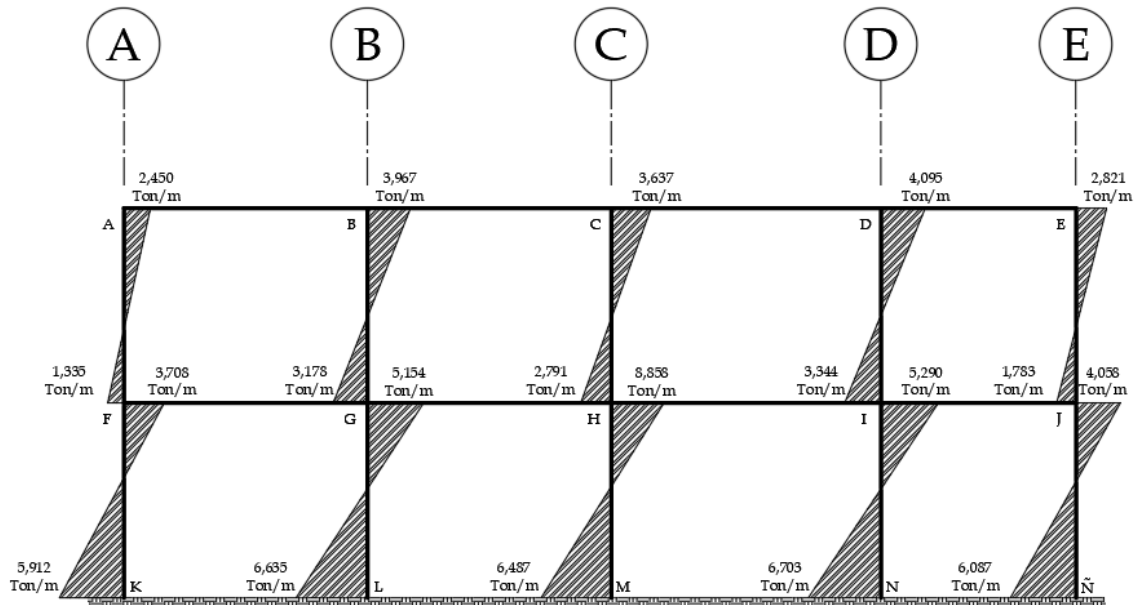 A B C D E
2,450 3,967 3,637 4,095 2,821
Ton/m Ton/m Ton/m Ton/m Ton/m
A B C D E
1,335 3,708 3,178 5,154 2,791 8,858 3,344 5,290 1,783 4,058
Ton/m Ton/m Ton/m Ton/m Ton/m Ton/m Ton/m Ton/m Ton/m Ton/m
F G H I J
5,912 6,635 6,487 6,703 6,087
Ton/m Ton/m Ton/m Ton/m Ton/m
K L M N Ñ